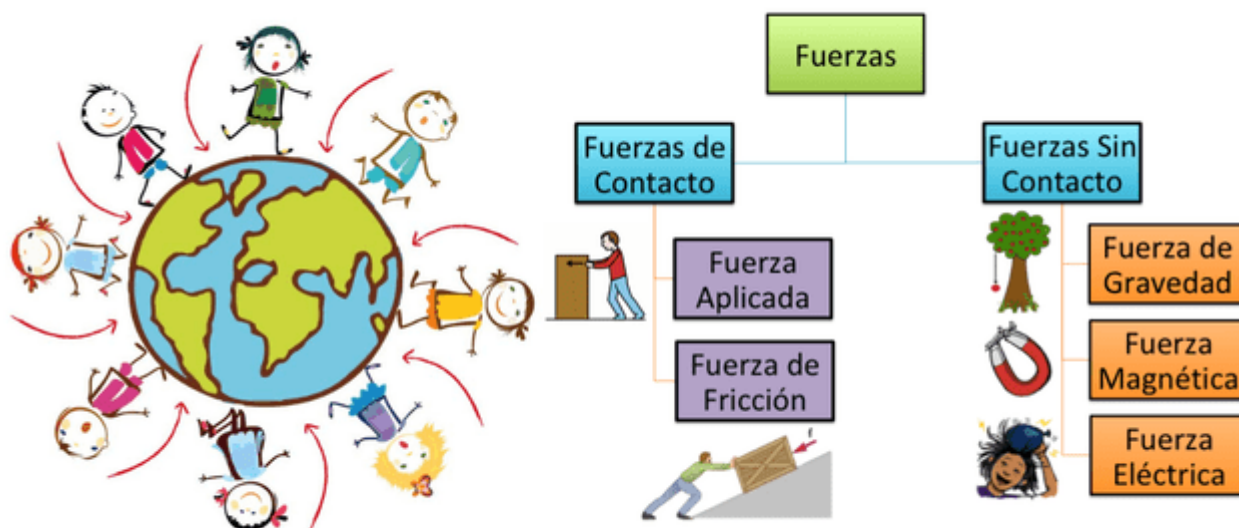 Fuerzas
Fuerzas de
Contacto
Fuerzas Sin
Contacto
Fuerza
Aplicada
Fuerza de
Fricción
Fuerza de
Gravedad
Fuerza
Magnética
Fuerza
Eléctrica